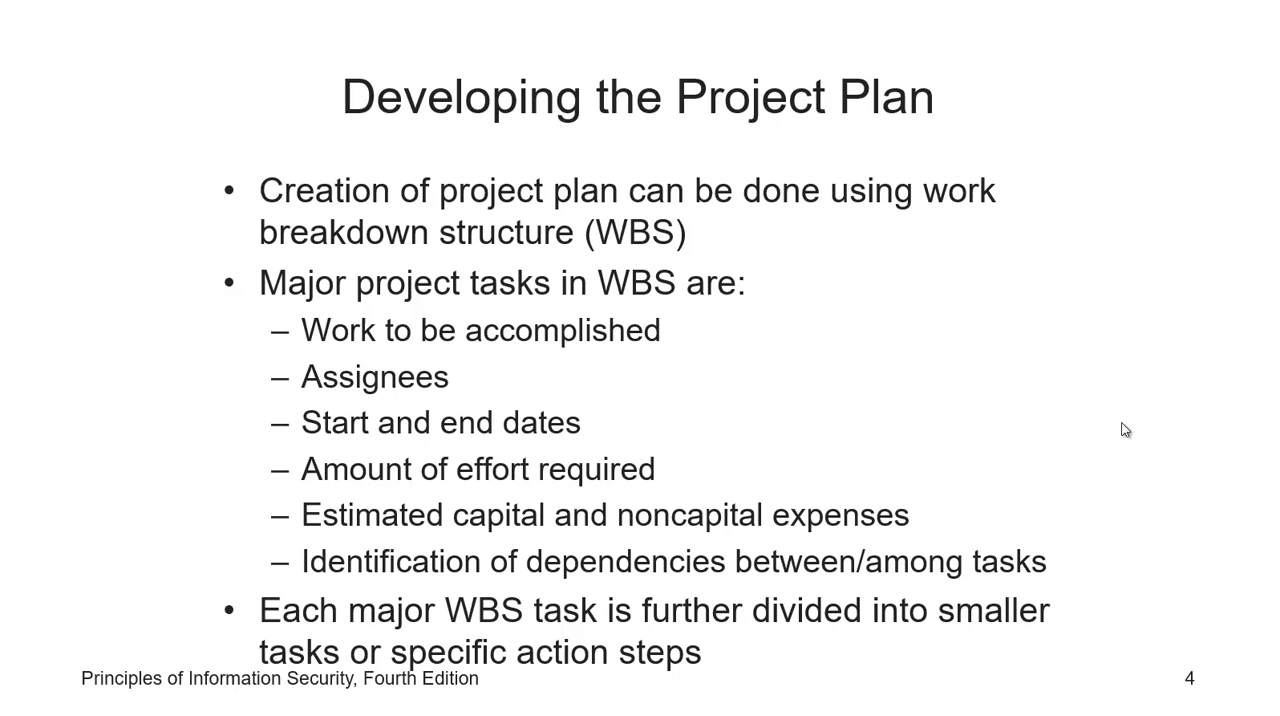 Developing the Project Plan
• Creation of project plan can be done using work
breakdown structure (WBS)
• Major project tasks in WBS are:
– Work to be accomplished
– Assignees
– Start and end dates
– Amount of effort required
– Estimated capital and noncapital expenses
– Identification of dependencies between/among tasks
• Each major WBS task is further divided into smaller
tasks or specific action steps
Principles of Information Security, Fourth Edition
4